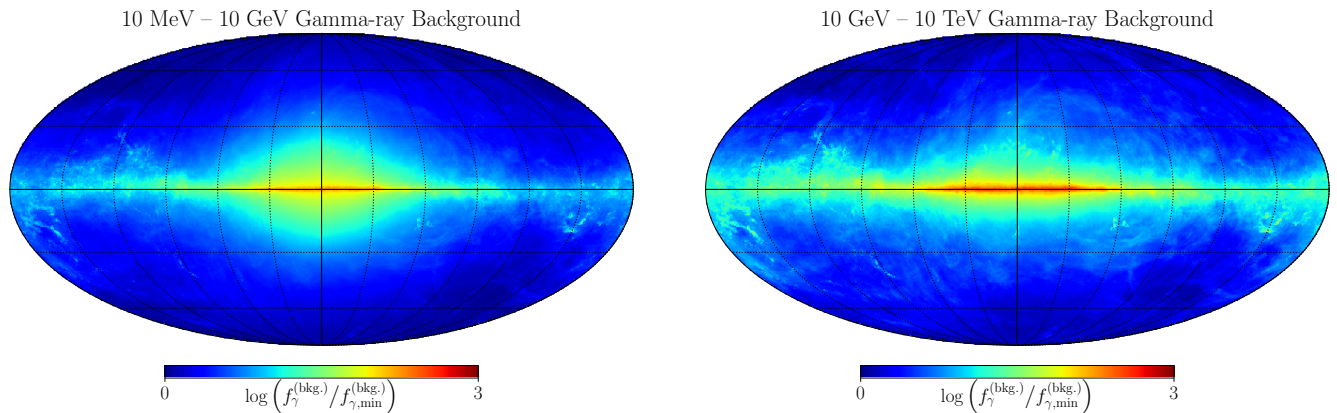 10 MeV – 10 GeV Gamma-ray Background
10 GeV – 10 TeV Gamma-ray Background
0 3
log(f_γ^(bkg.)/f_γ,min^(bkg.))
0 3
log(f_γ^(bkg.)/f_γ,min^(bkg.))